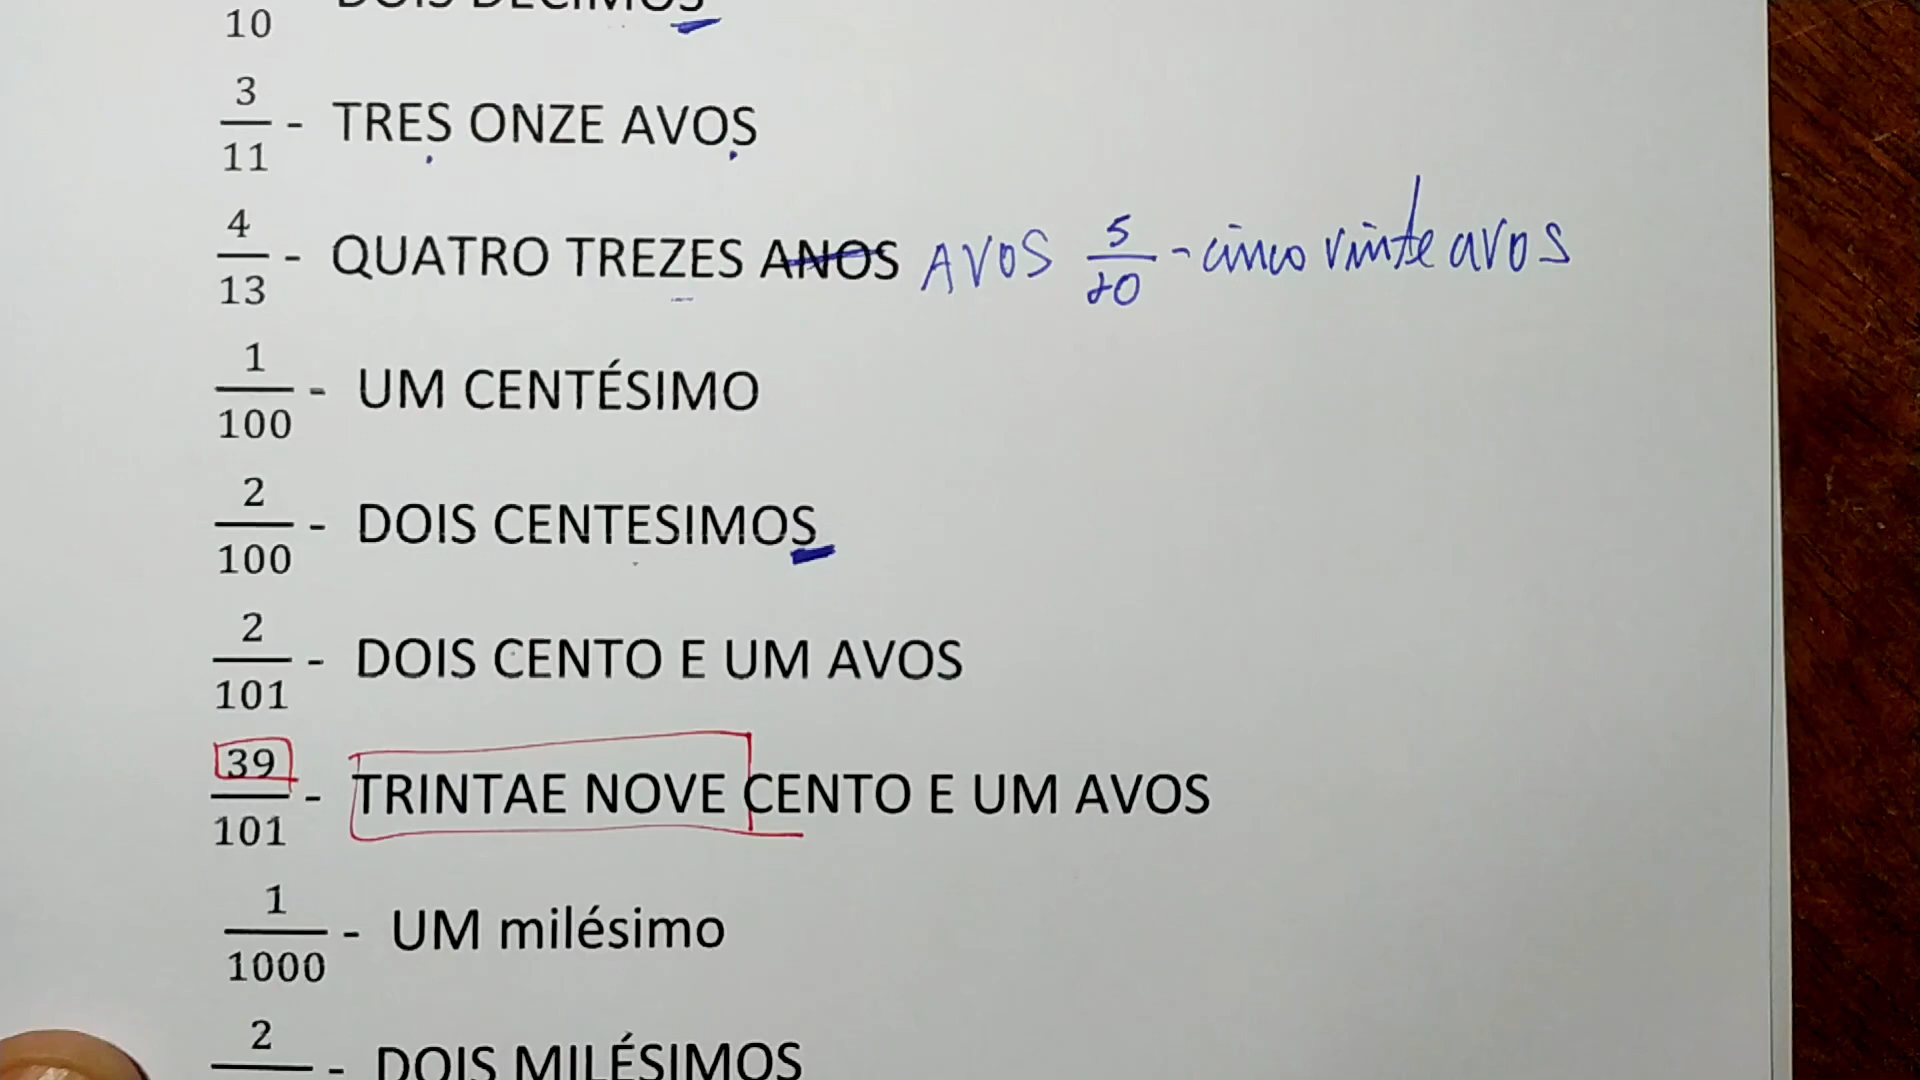 10 DOIS DECIMOS
3/11 - TRES ONZE AVOS
4/13 - QUATRO TREZES ANOS AVOS 5/20 - cinco vinte avos
1/100 - UM CENTÉSIMO
2/100 - DOIS CENTESIMOS
2/101 - DOIS CENTO E UM AVOS
39/101 - TRINTAE NOVE CENTO E UM AVOS
1/1000 - UM milésimo
2 - DOIS MILÉSIMOS